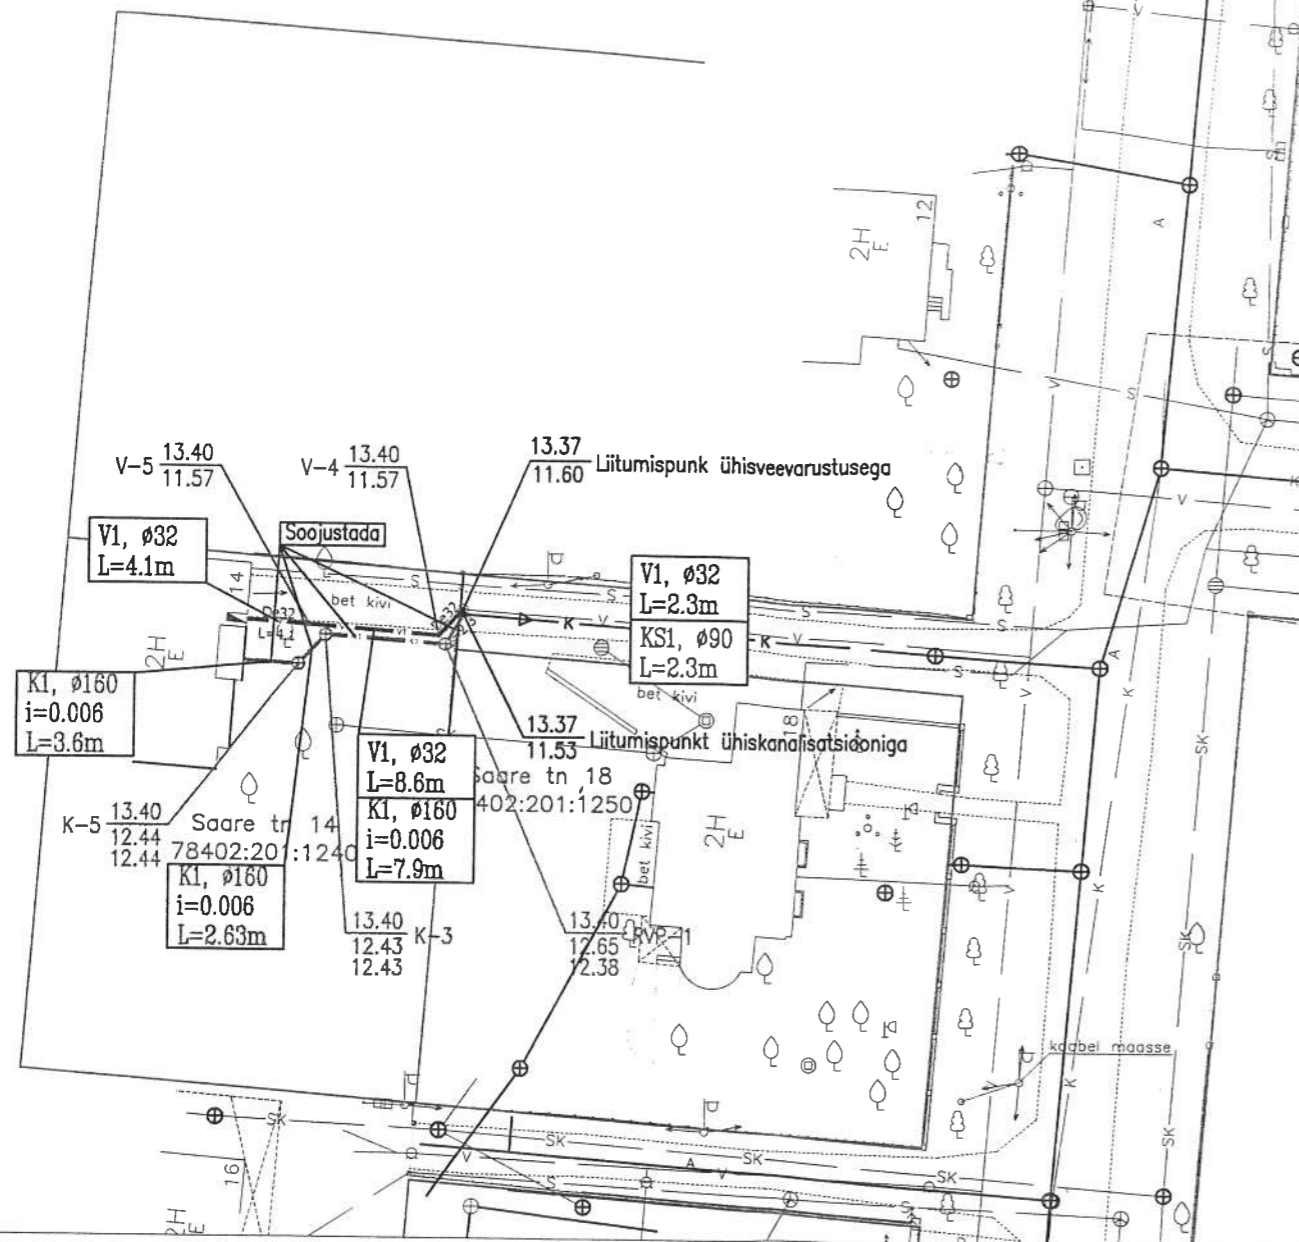 12
2H
E
V-5 13.40
11.57
V-4 13.40
11.57
13.37
11.60
Liitumispunk ühisveevarustusega
Soojustada
V1, ø32
L=4.1m
14
bet kivi
V1, ø32
L=2.3m
KS1, ø90
L=2.3m
2H
E
K1, ø160
i=0.006
L=3.6m
bet kivi
13.37
11.53
Liitumispunkt ühiskanalisatsiooniga
18
V1, ø32
L=8.6m
K1, ø160
i=0.006
L=7.9m
Saare tn 18
402:201:1250
K-5 13.40
12.44
12.44
Saare tn 14
78402:201:1240
K1, ø160
i=0.006
L=2.63m
2H
E
bet kivi
13.40
12.43
12.43
K-3
13.40
12.65
12.38
RVP-1
kaabel maasse
16
2H
E
V
A
S
K
SK